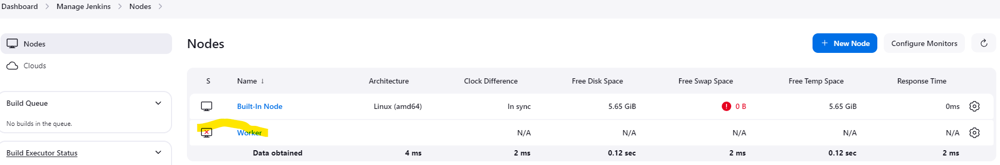 Dashboard > Manage Jenkins > Nodes >
Nodes
Clouds
Build Queue
No builds in the queue.
Build Executor Status
Nodes
+ New Node
Configure Monitors
S Name ↓ Architecture Clock Difference Free Disk Space Free Swap Space Free Temp Space Response Time
Built-In Node Linux (amd64) In sync 5.65 GiB ! 0 B 5.65 GiB 0ms
Worker N/A N/A N/A N/A N/A
Data obtained 4 ms 2 ms 0.12 sec 2 ms 0.12 sec 2 ms